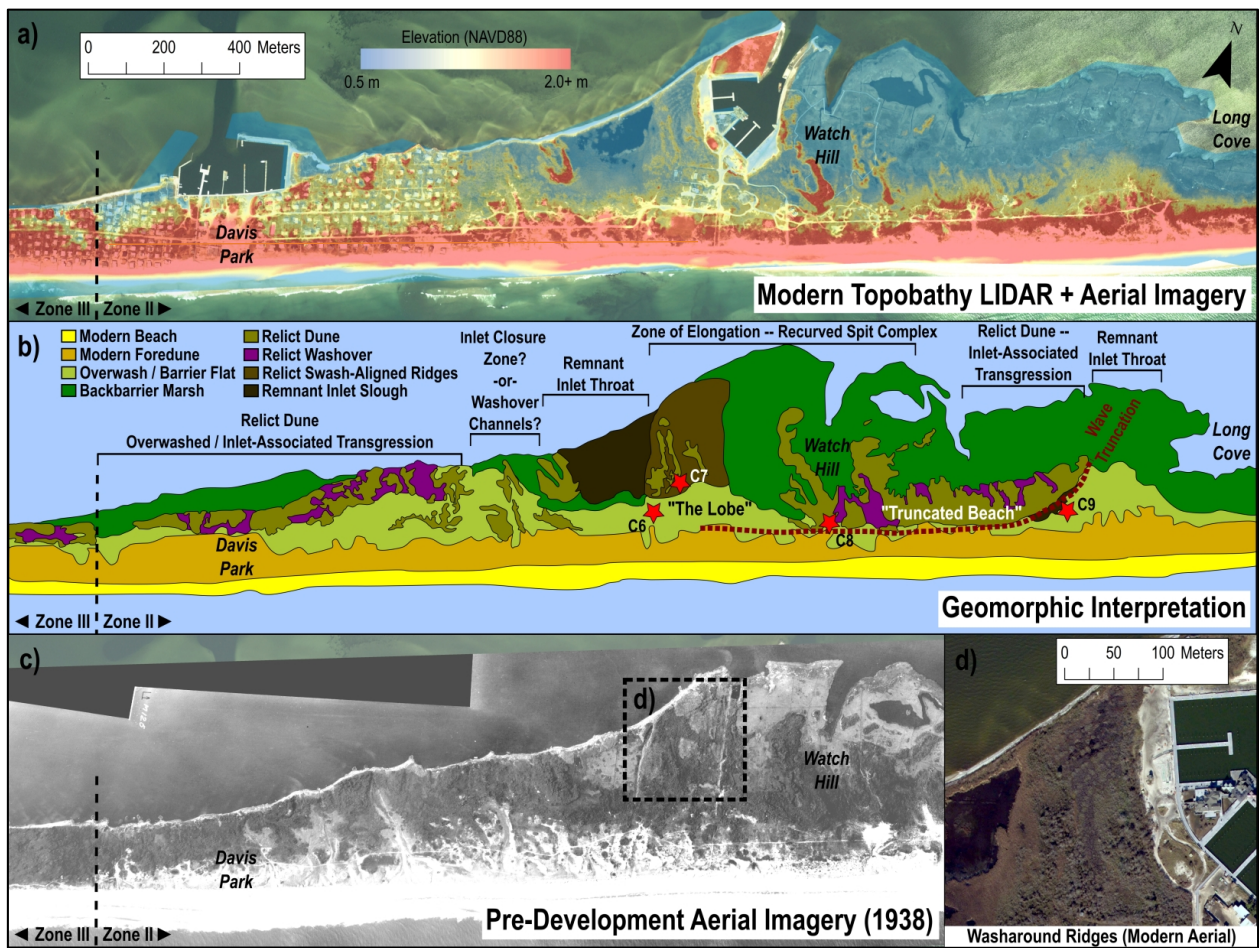 a)
0 200 400 Meters
Elevation (NAVD88)
0.5 m 2.0+ m
N
Long
Cove
Watch
Hill
Davis
Park
◄ Zone III Zone II ►
Modern Topobathy LIDAR + Aerial Imagery
b)
Modern Beach
Modern Foredune
Overwash / Barrier Flat
Backbarrier Marsh
Relict Dune
Relict Washover
Relict Swash-Aligned Ridges
Remnant Inlet Slough
Relict Dune
Overwashed / Inlet-Associated Transgression
Inlet Closure
Zone?
-or-
Washover
Channels?
Remnant
Inlet Throat
Zone of Elongation -- Recurved Spit Complex
Relict Dune --
Inlet-Associated
Transgression
Remnant
Inlet Throat
Wave
Truncation
Long
Cove
Watch
Hill
C7
"The Lobe"
C6
"Truncated Beach"
C8
C9
Davis
Park
◄ Zone III Zone II ►
Geomorphic Interpretation
c)
d)
Watch
Hill
Davis
Park
◄ Zone III Zone II ►
Pre-Development Aerial Imagery (1938)
d)
0 50 100 Meters
Washaround Ridges (Modern Aerial)